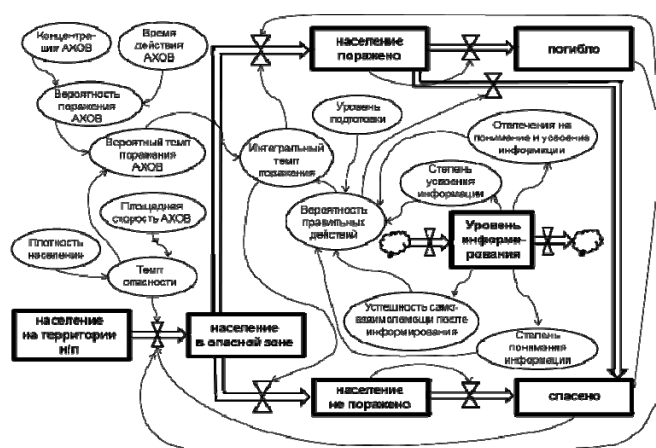 Концентра-
ция АХОВ
Время
действия
АХОВ
население
поражено
погибло
Вероятность
поражения
АХОВ
Уровень
подготовки
Отвлечения на
понимание и усвоение
информации
Вероятный темп
поражения
АХОВ
Интегральный
темп
поражения
Степень
усвоения
информации
Площадная
скорость АХОВ
Вероятность
правильных
действий
Уровень
информи-
рования
Плотность
населения
Темп
опасности
Успешность само-
взаимопомощи после
информирования
население
на территории
н/п
население
в опасной зоне
Степень
понимания
информации
население
не поражено
спасено